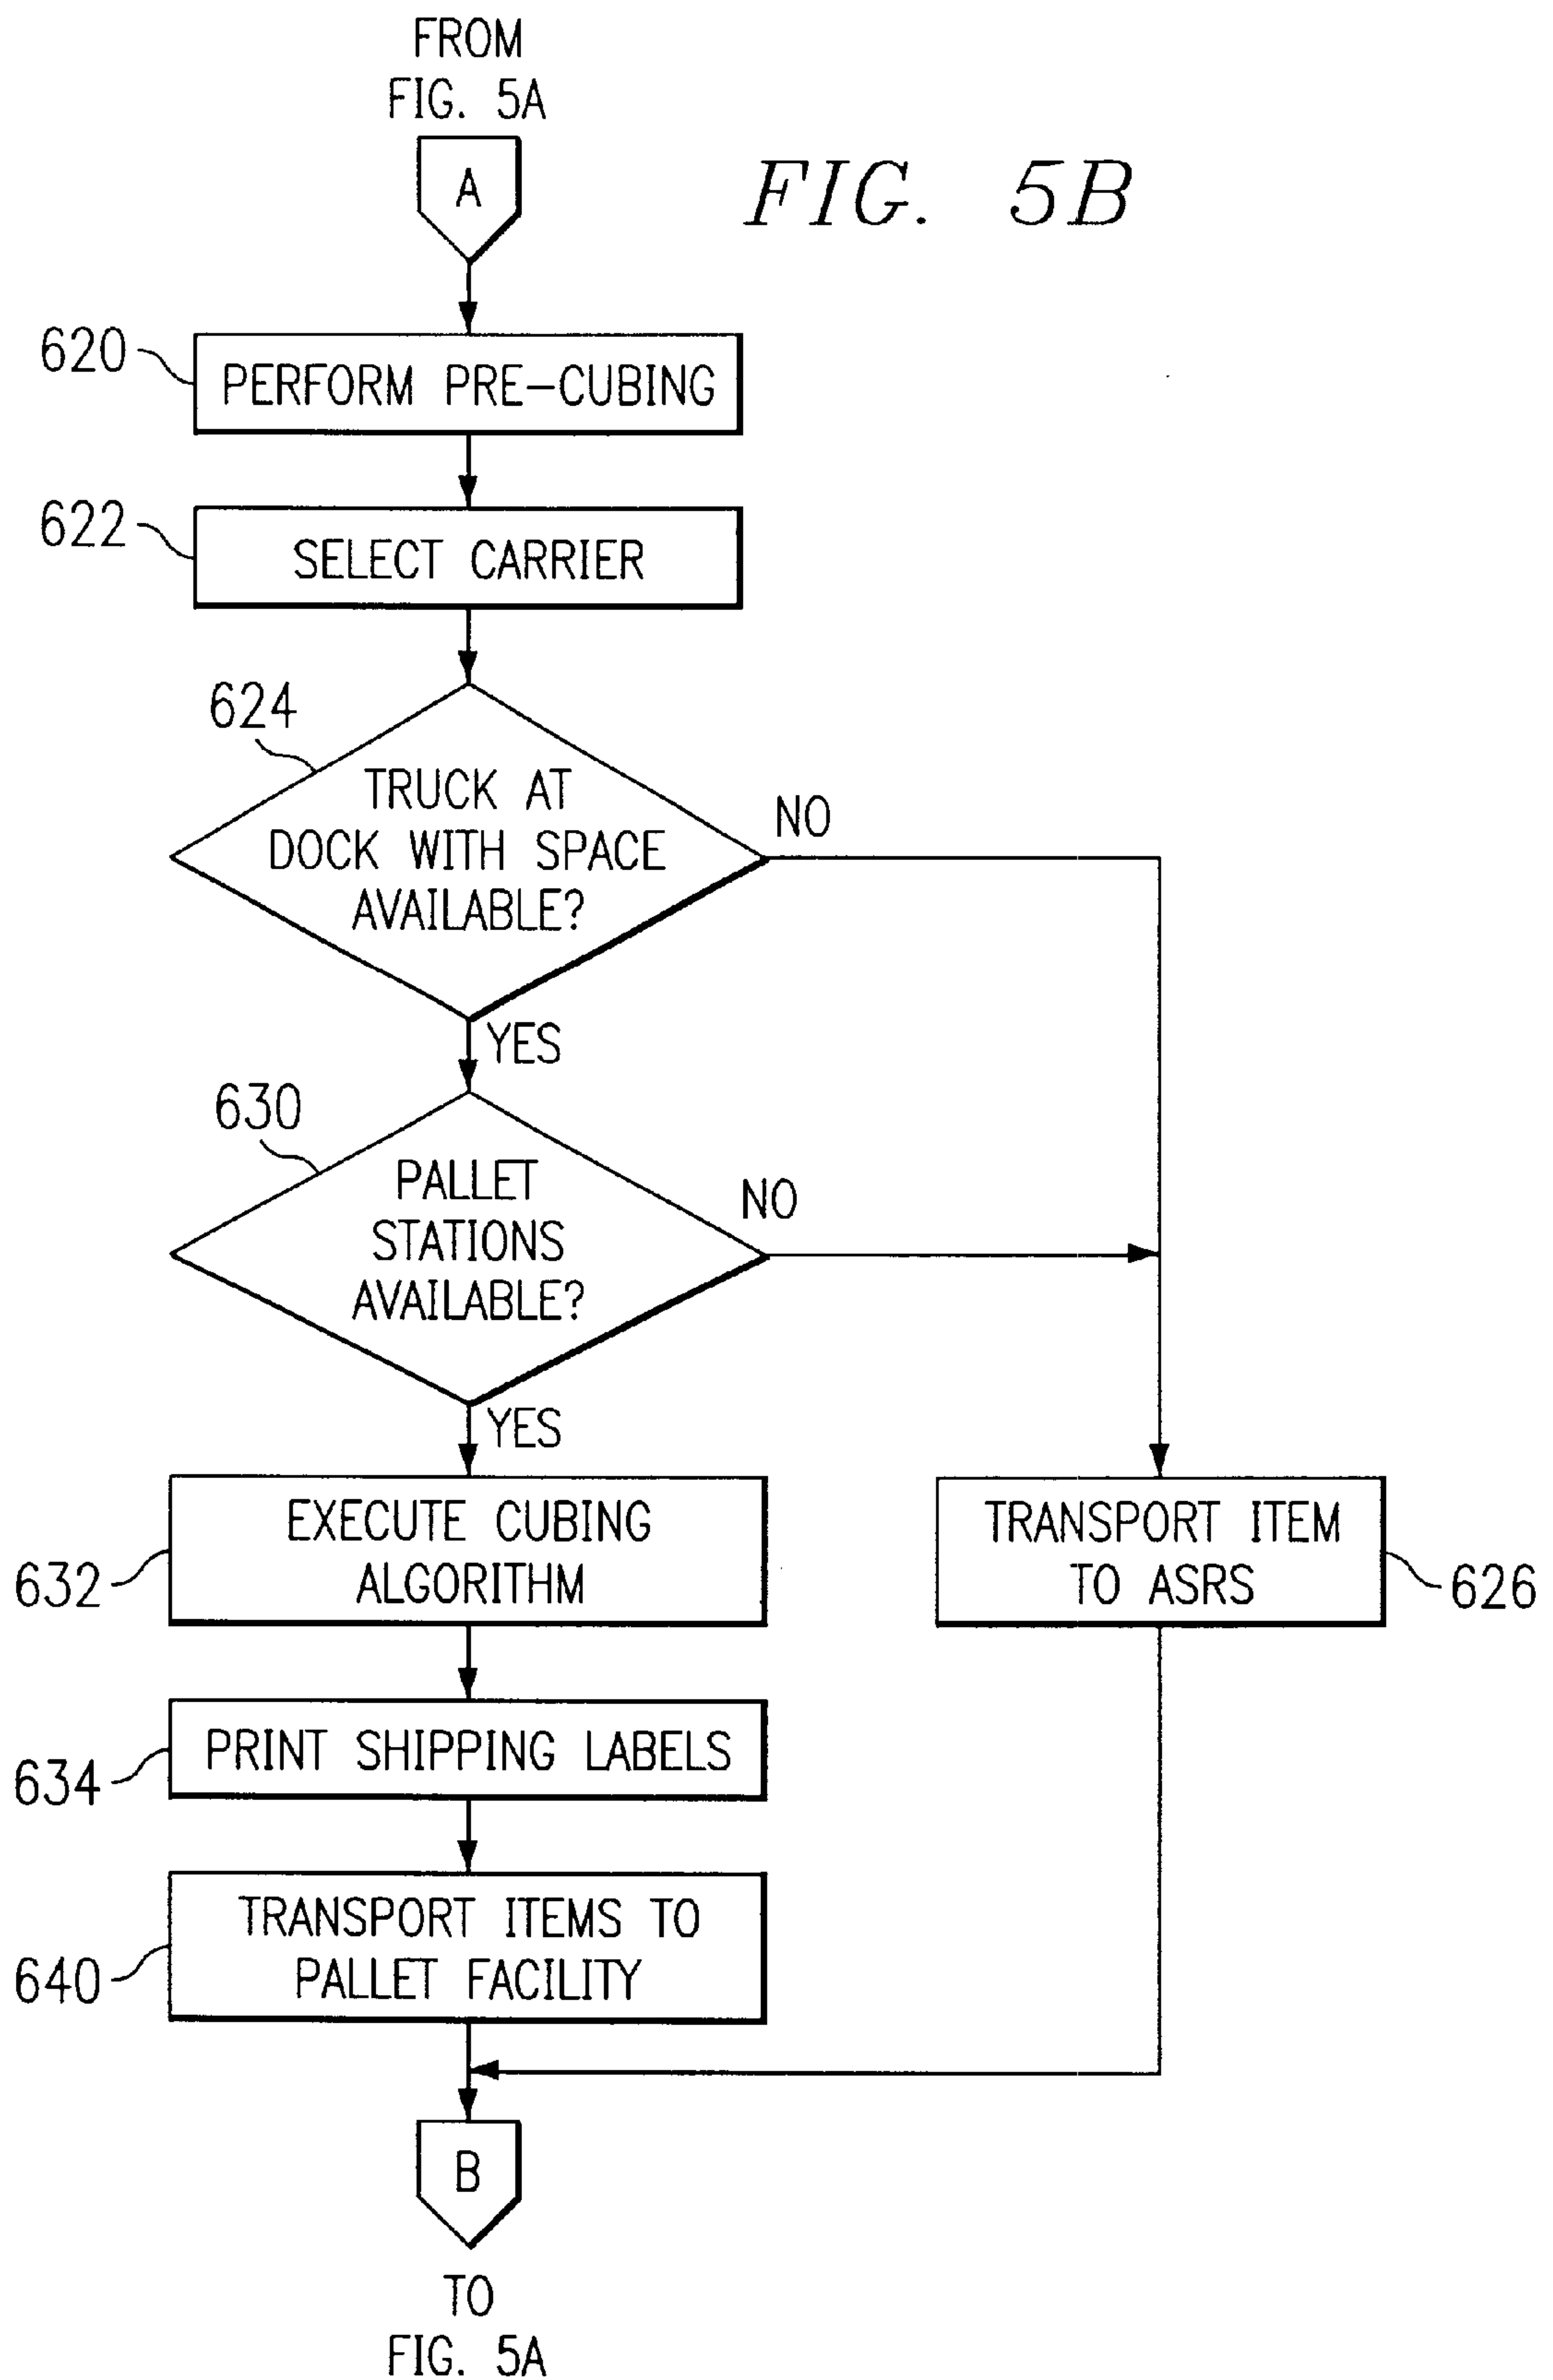 FROM
FIG. 5A
A
FIG. 5B
620
PERFORM PRE-CUBING
622
SELECT CARRIER
624
TRUCK AT
DOCK WITH SPACE
AVAILABLE?
NO
YES
630
PALLET
STATIONS
AVAILABLE?
NO
YES
EXECUTE CUBING
ALGORITHM
632
TRANSPORT ITEM
TO ASRS
626
PRINT SHIPPING LABELS
634
TRANSPORT ITEMS TO
PALLET FACILITY
640
B
TO
FIG. 5A